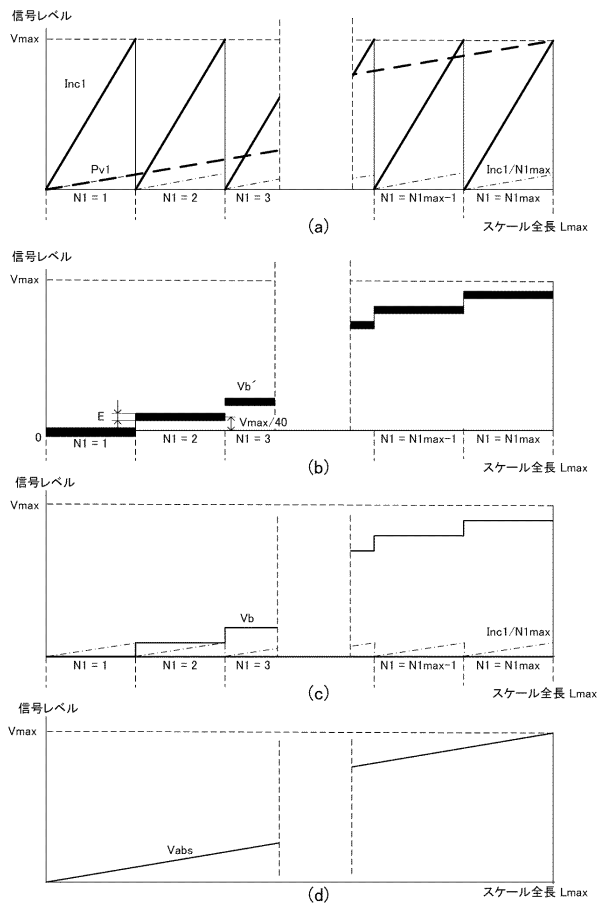 信号レベル
Vmax
Inc1
Pv1
Inc1/N1max
N1 = 1 N1 = 2 N1 = 3 N1 = N1max-1 N1 = N1max
(a)
スケール全長 Lmax
信号レベル
Vmax
Vb´
E
Vmax/40
0
N1 = 1 N1 = 2 N1 = 3 N1 = N1max-1 N1 = N1max
(b)
スケール全長 Lmax
信号レベル
Vmax
Vb
Inc1/N1max
N1 = 1 N1 = 2 N1 = 3 N1 = N1max-1 N1 = N1max
(c)
スケール全長 Lmax
信号レベル
Vmax
Vabs
(d)
スケール全長 Lmax